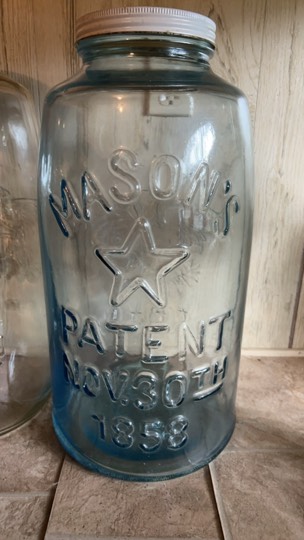 MASON'S
PATENT
NOV. 30TH
1858